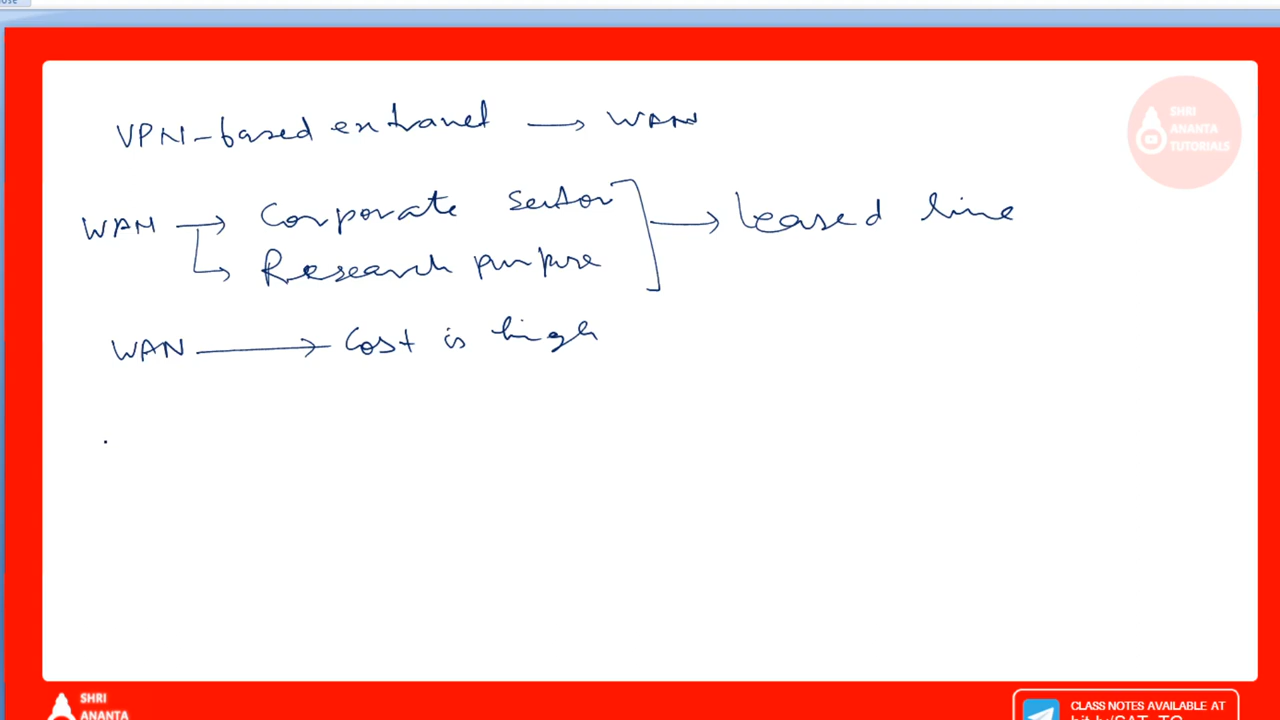 SHRI
ANANTA
TUTORIALS
VPN-based extranet → WAN
WAN → Corporate sector
→ Research purpose
→ Leased line
WAN → Cost is high
SHRI
ANANTA
CLASS NOTES AVAILABLE AT